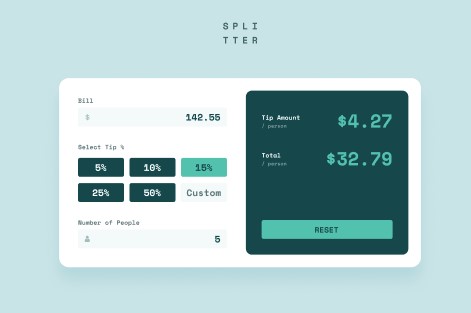 SPLI
TTER
Bill
$ 142.55
Select Tip %
5% 10% 15%
25% 50% Custom
Number of People
5
Tip Amount
/ person
$4.27
Total
/ person
$32.79
RESET